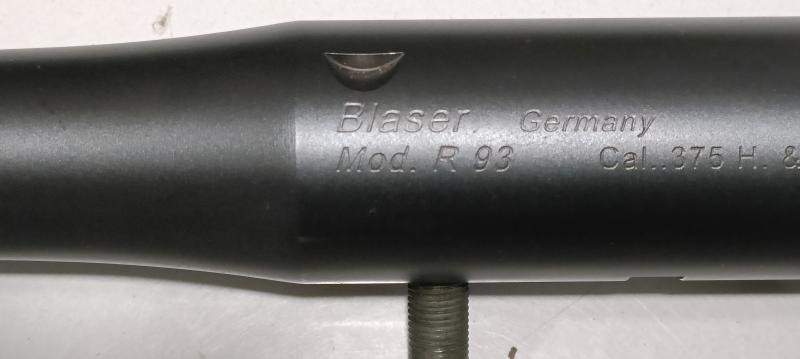 Blaser. Germany
Mod. R 93 Cal..375 H. &